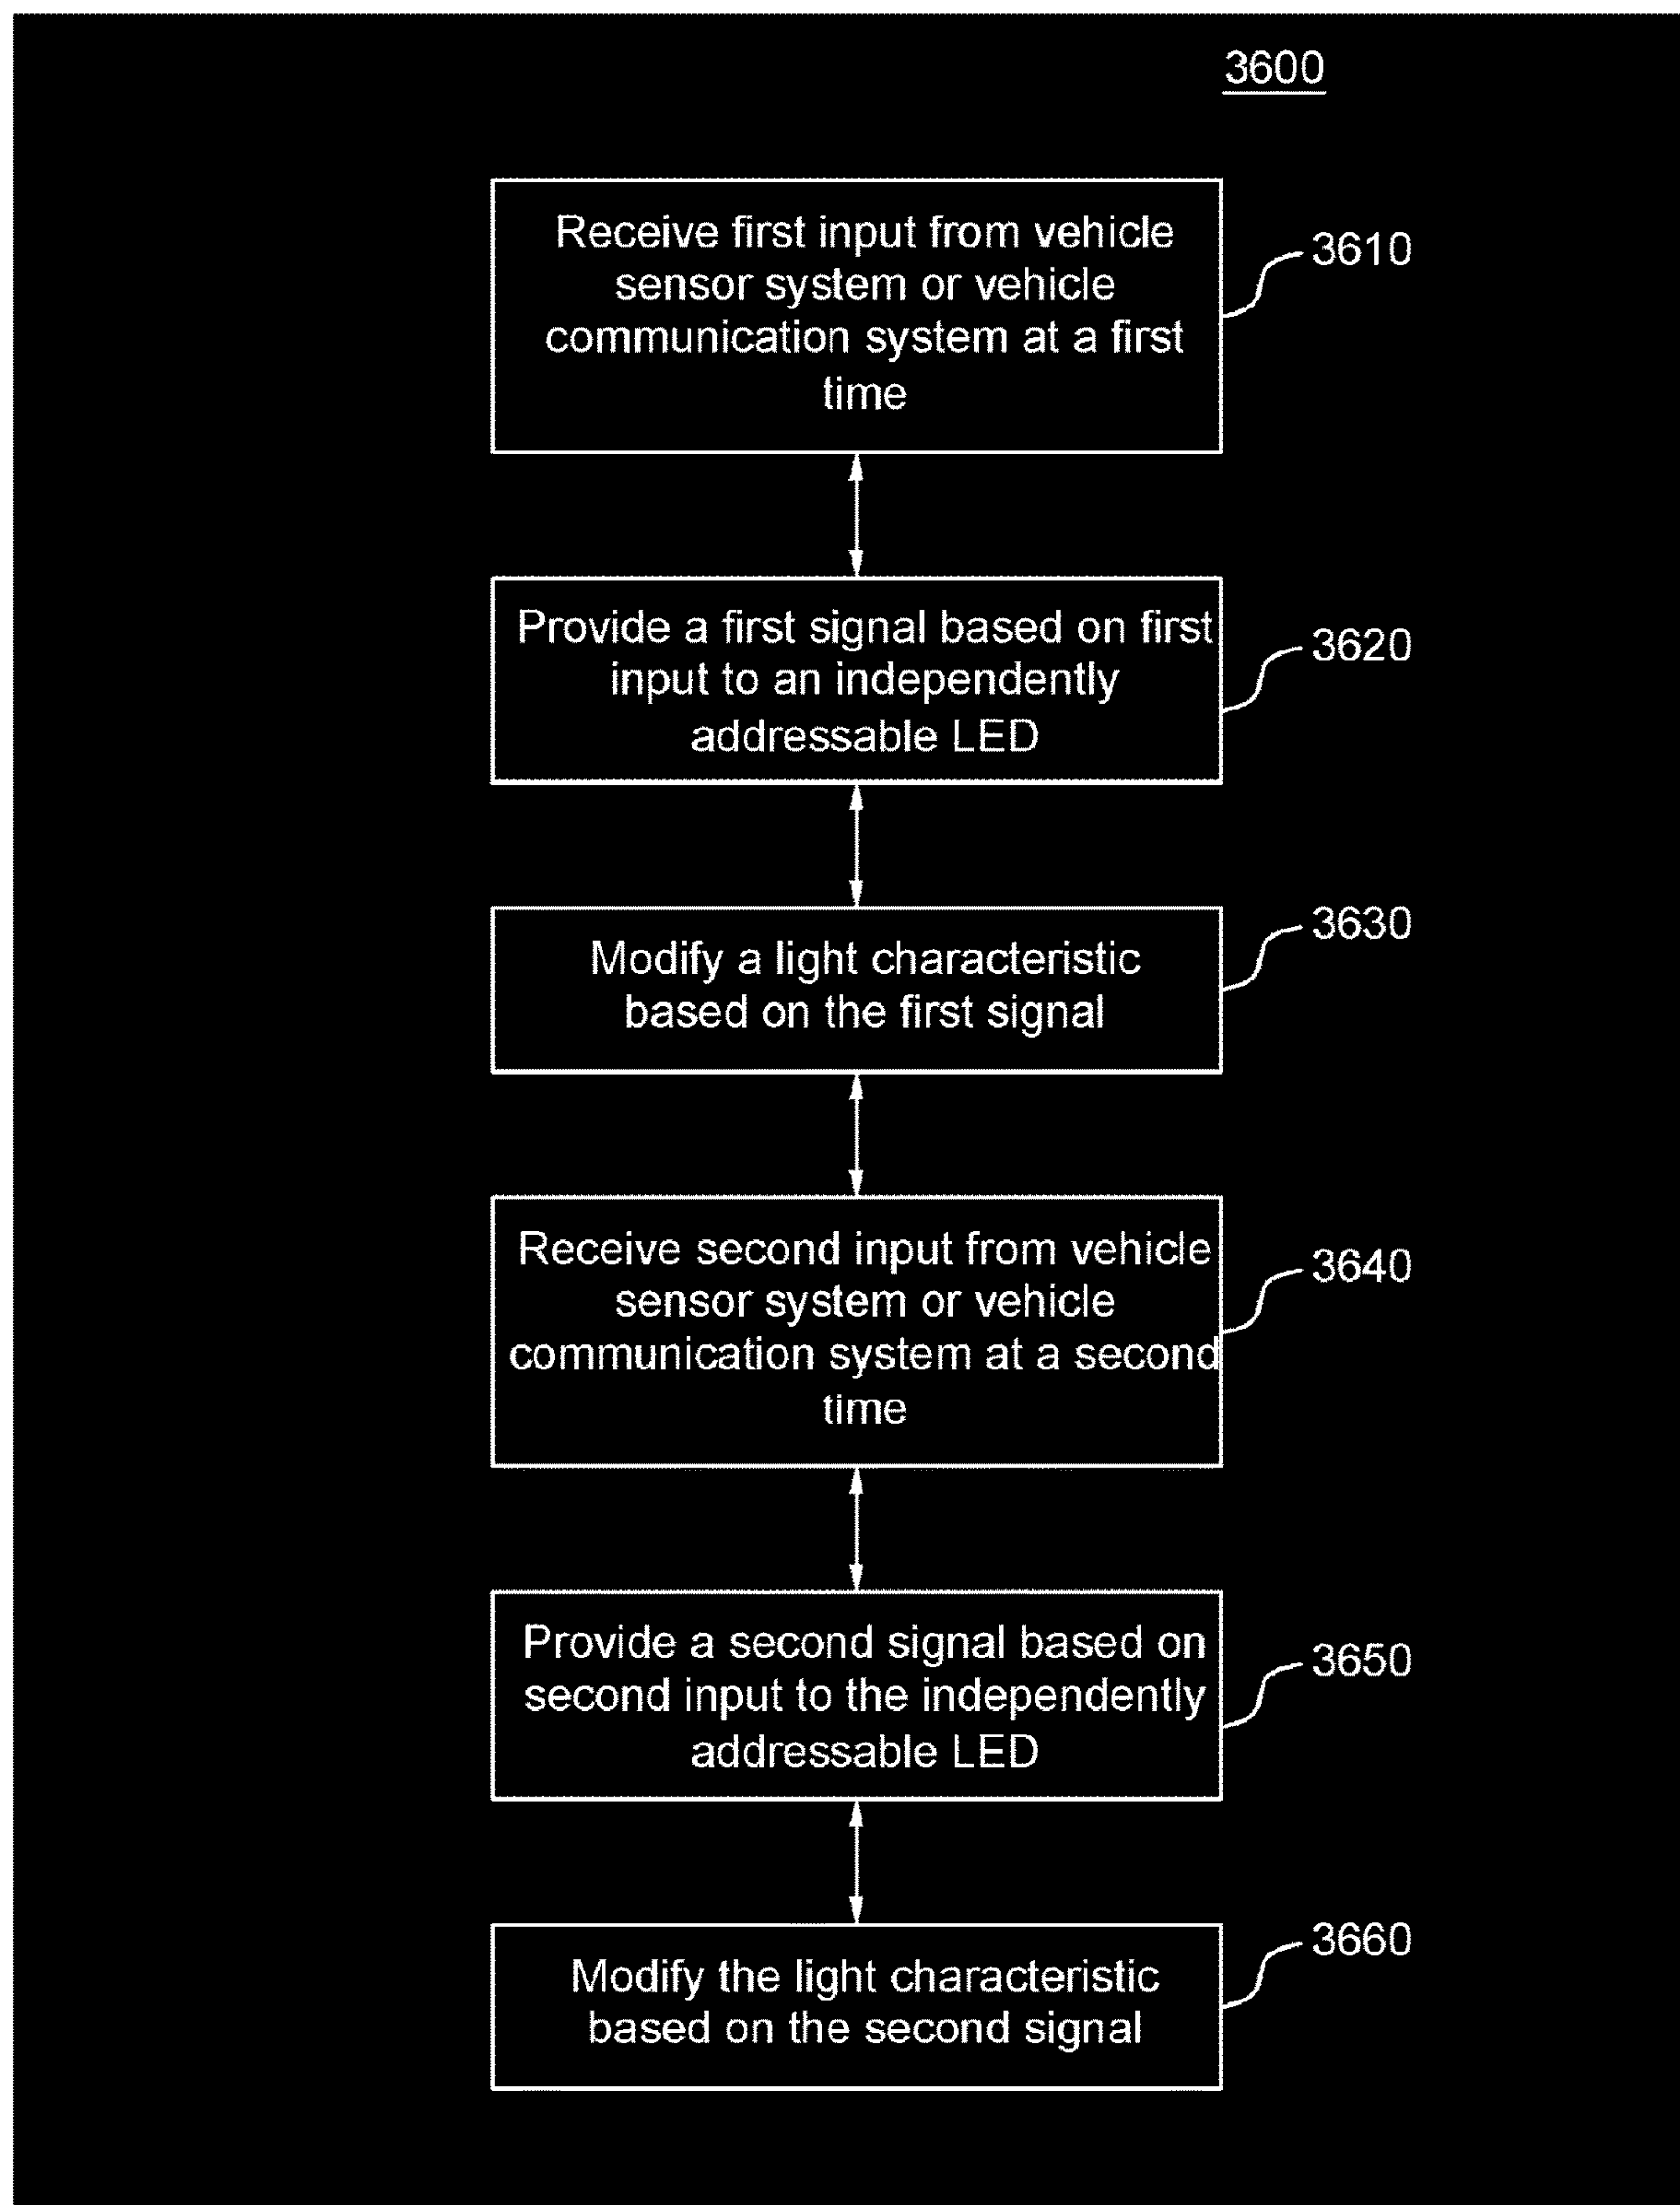 3600
Receive first input from vehicle
sensor system or vehicle
communication system at a first
time
3610
Provide a first signal based on first
input to an independently
addressable LED
3620
Modify a light characteristic
based on the first signal
3630
Receive second input from vehicle
sensor system or vehicle
communication system at a second
time
3640
Provide a second signal based on
second input to the independently
addressable LED
3650
Modify the light characteristic
based on the second signal
3660